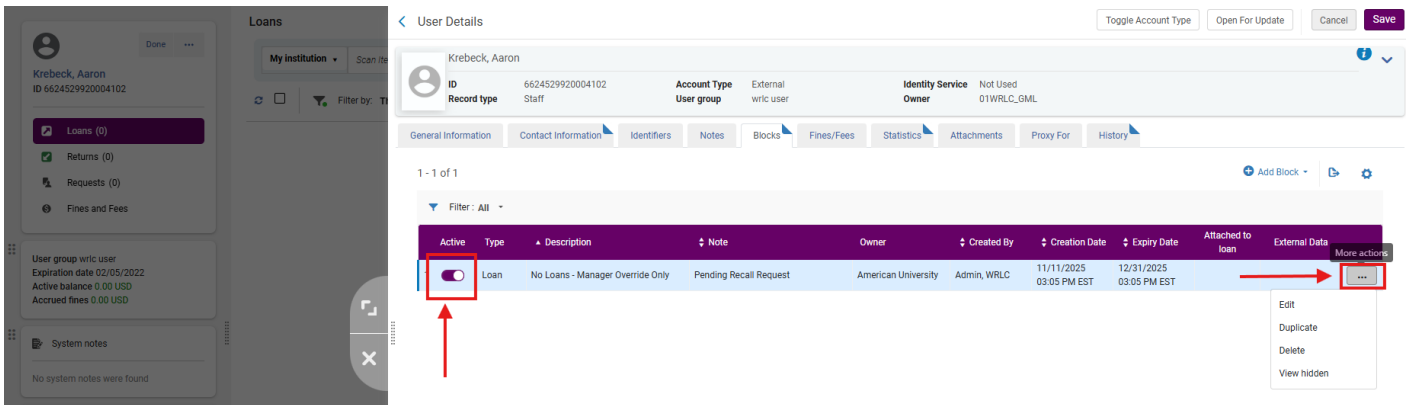 Loans
Done ...
Krebeck, Aaron
ID 6624529920004102
Loans (0)
Returns (0)
Requests (0)
Fines and Fees
User group wrlc user
Expiration date 02/05/2022
Active balance 0.00 USD
Accrued fines 0.00 USD
System notes
No system notes were found
My institution
Scan ite
Filter by: Th
User Details
Toggle Account Type
Open For Update
Cancel
Save
Krebeck, Aaron
ID 6624529920004102 Account Type External Identity Service Not Used
Record type Staff User group wrlc user Owner 01WRLC_GML
General Information Contact Information Identifiers Notes Blocks Fines/Fees Statistics Attachments Proxy For History
1 - 1 of 1
Add Block
Filter : All
Active Type Description Note Owner Created By Creation Date Expiry Date Attached to loan External Data
More actions
1 Loan No Loans - Manager Override Only Pending Recall Request American University Admin, WRLC 11/11/2025 03:05 PM EST 12/31/2025 03:05 PM EST
...
Edit
Duplicate
Delete
View hidden